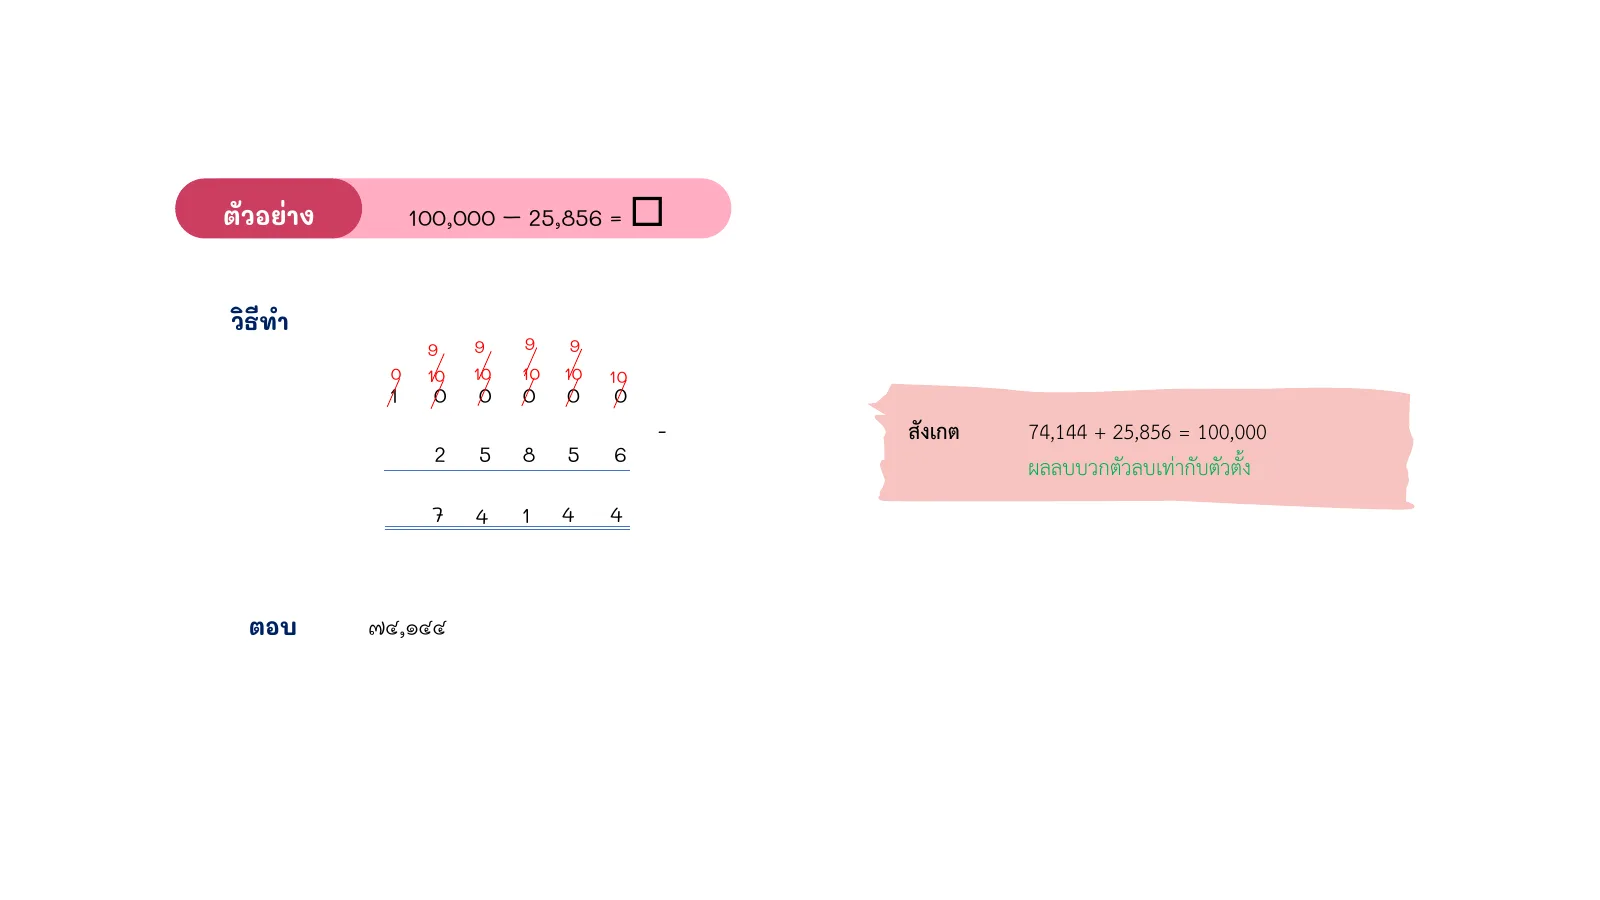 ตัวอย่าง 100,000 – 25,856 = □
วิธีทำ
9 9 9 9
0 10 10 10 10 10
1 0 0 0 0 0
-
2 5 8 5 6
7 4 1 4 4
ตอบ ๗๔,๑๔๔
สังเกต 74,144 + 25,856 = 100,000
ผลลบบวกตัวลบเท่ากับตัวตั้ง